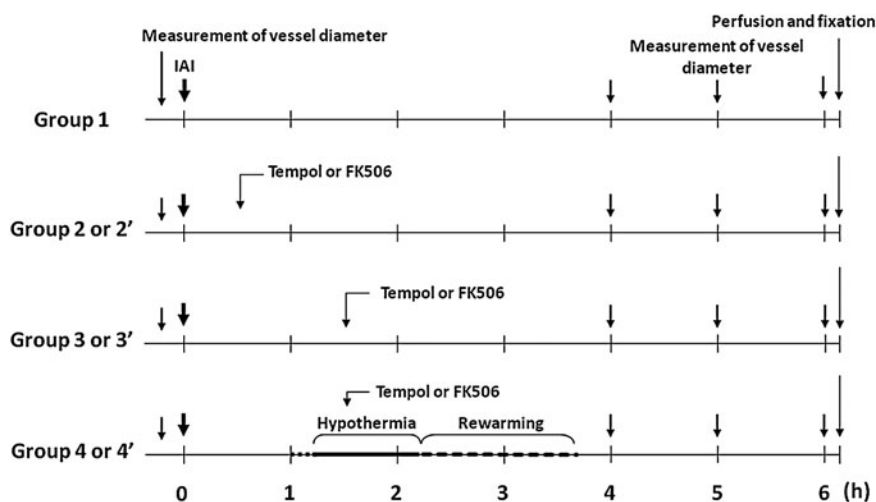 Perfusion and fixation
Measurement of vessel diameter
Measurement of vessel
diameter
IAI
Group 1
Tempol or FK506
Group 2 or 2’
Tempol or FK506
Group 3 or 3’
Tempol or FK506
Hypothermia Rewarming
Group 4 or 4’
0 1 2 3 4 5 6 (h)